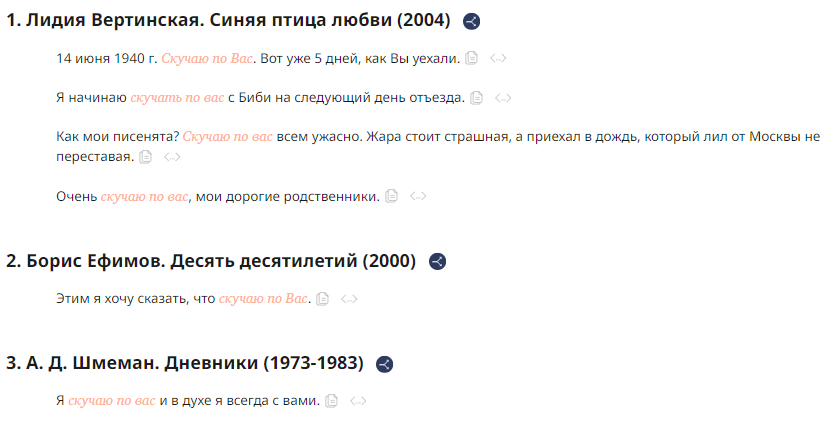 1. Лидия Вертинская. Синяя птица любви (2004)
14 июня 1940 г. Скучаю по Вас. Вот уже 5 дней, как Вы уехали.
Я начинаю скучать по вас с Биби на следующий день отъезда.
Как мои писенята? Скучаю по вас всем ужасно. Жара стоит страшная, а приехал в дождь, который лил от Москвы не
переставая.
Очень скучаю по вас, мои дорогие родственники.
2. Борис Ефимов. Десять десятилетий (2000)
Этим я хочу сказать, что скучаю по Вас.
3. А. Д. Шмеман. Дневники (1973-1983)
Я скучаю по вас и в духе я всегда с вами.